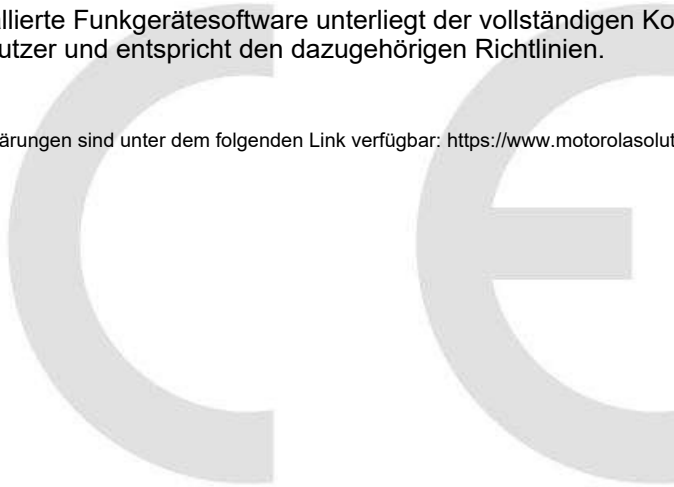 llierte Funkgerätesoftware unterliegt der vollständigen Ko
utzer und entspricht den dazugehörigen Richtlinien.
ärungen sind unter dem folgenden Link verfügbar: https://www.motorolasolut
CE